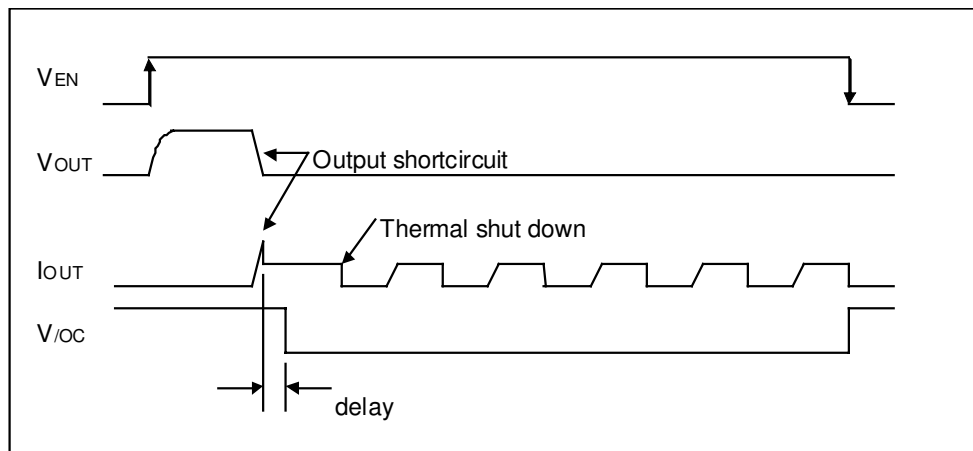 VEN
VOUT
Output shortcircuit
Thermal shut down
IOUT
V/OC
delay